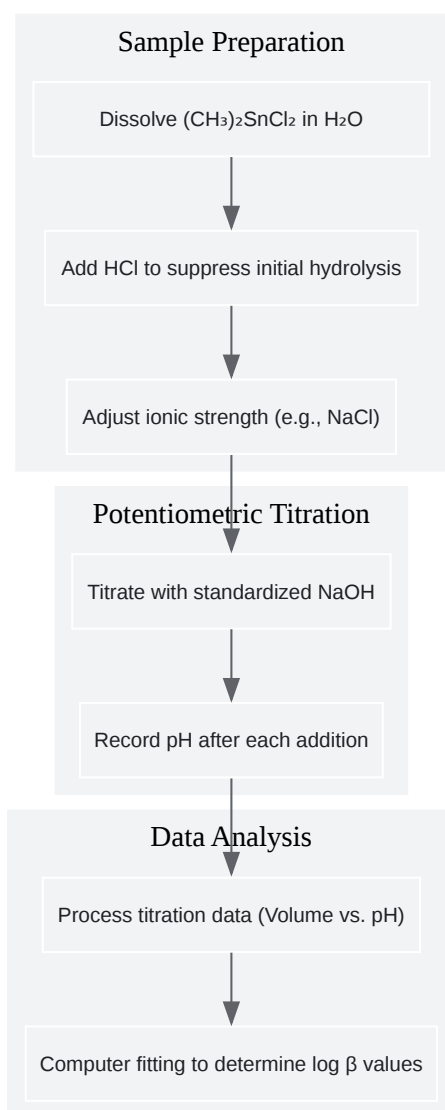 Sample Preparation
Dissolve (CH₃)₂SnCl₂ in H₂O
Add HCl to suppress initial hydrolysis
Adjust ionic strength (e.g., NaCl)
Potentiometric Titration
Titrate with standardized NaOH
Record pH after each addition
Data Analysis
Process titration data (Volume vs. pH)
Computer fitting to determine log β values